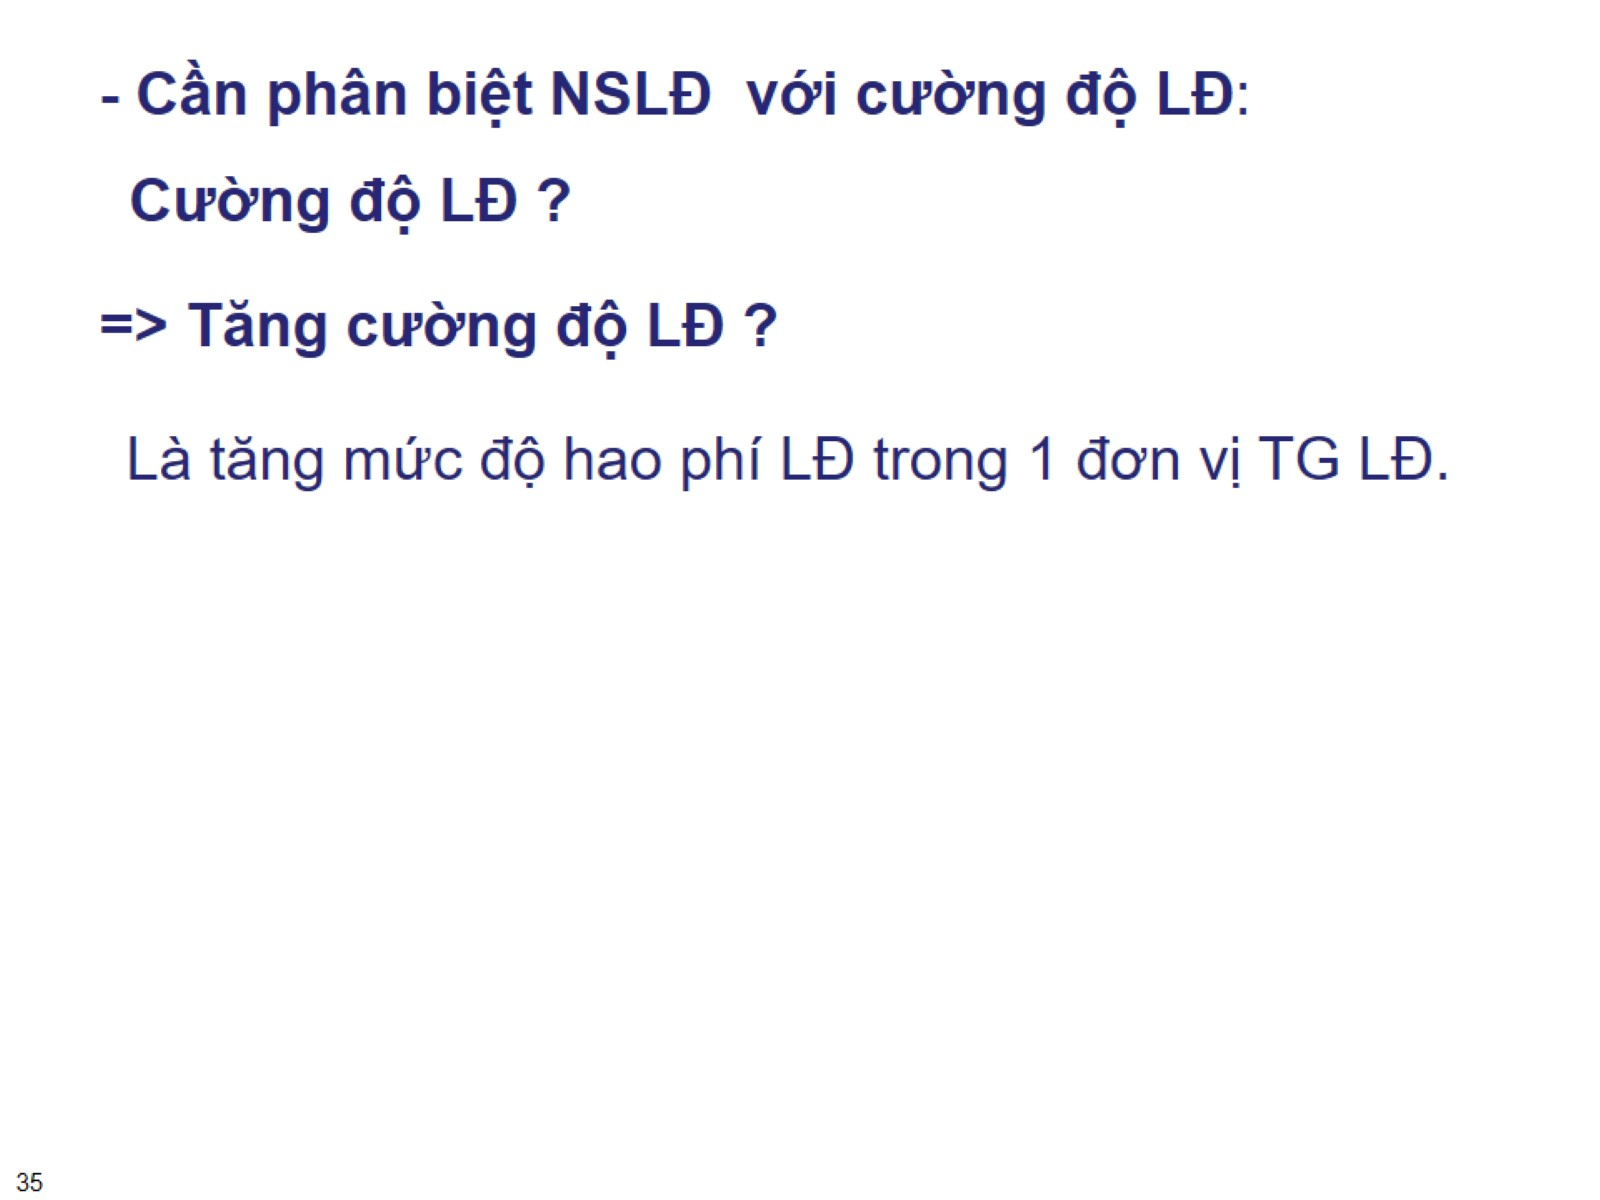 - Cần phân biệt NSLĐ  với cường độ LĐ:
Cường độ LĐ ?
=> Tăng cường độ LĐ ?
Là tăng mức độ hao phí LĐ trong 1 đơn vị TG LĐ.
35